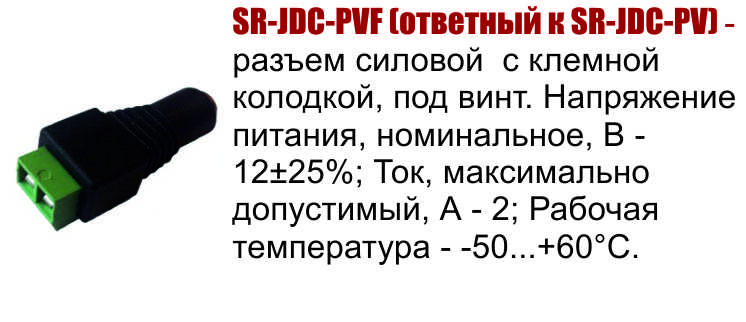 SR-JDC-PVF (ответный к SR-JDC-PV) -
разъем силовой с клемной
колодкой, под винт. Напряжение
питания, номинальное, В -
12±25%; Ток, максимально
допустимый, А - 2; Рабочая
температура - -50...+60°С.